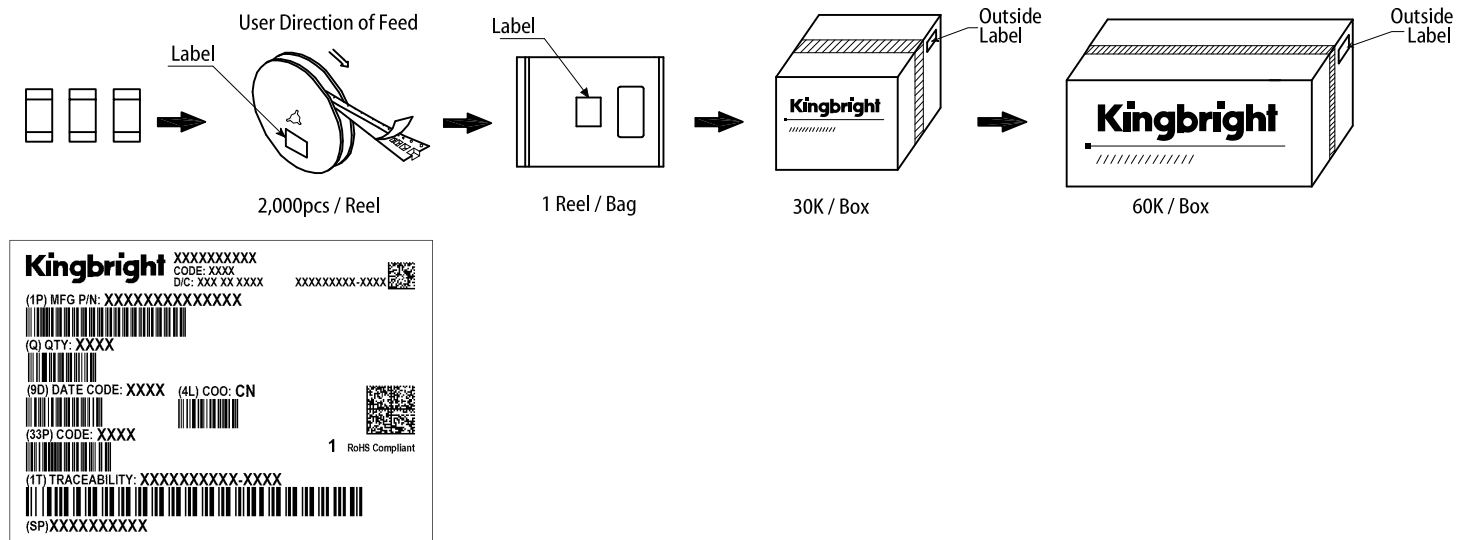 User Direction of Feed
Label
2,000pcs / Reel
Label
1 Reel / Bag
Outside
Label
Kingbright
30K / Box
Outside
Label
Kingbright
60K / Box
Kingbright
XXXXXXXXXX
CODE: XXXX
D/C: XXX XX XXXX
XXXXXXXXX-XXXX
(1P) MFG P/N: XXXXXXXXXXXXXX
(Q) QTY: XXXX
(9D) DATE CODE: XXXX
(4L) COO: CN
(33P) CODE: XXXX
1 RoHS Compliant
(1T) TRACEABILITY: XXXXXXXXXX-XXXX
(SP)XXXXXXXXXX